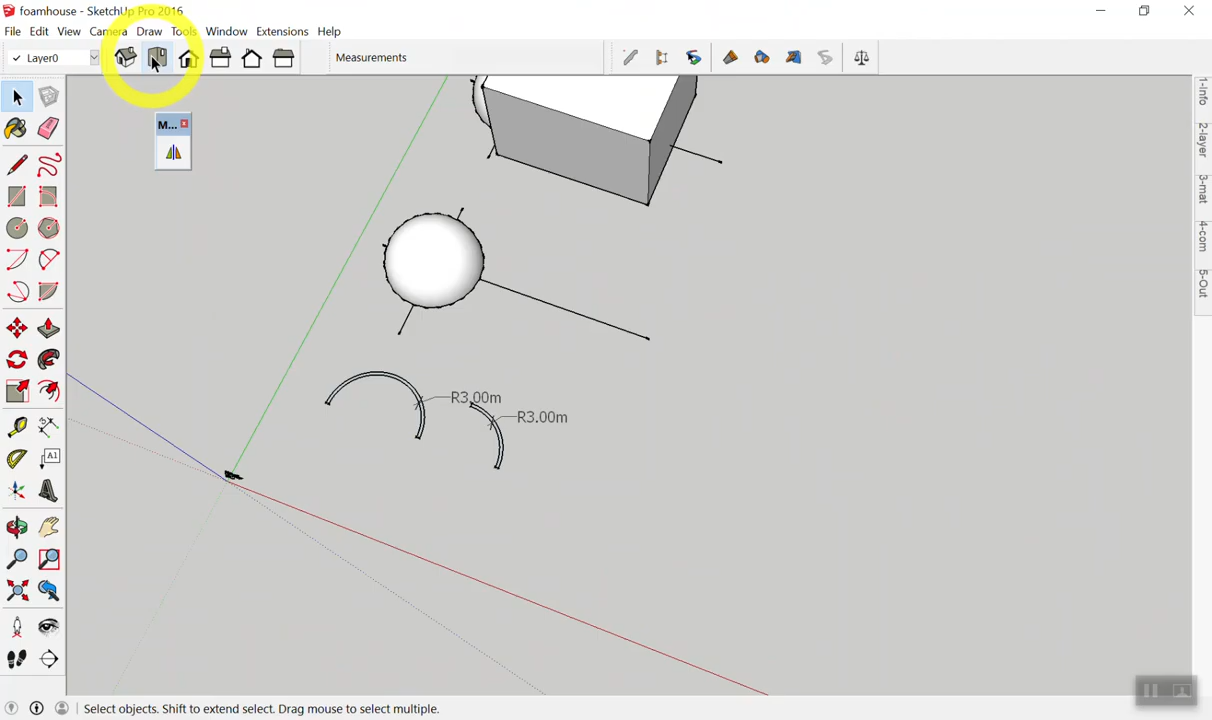 foamhouse - SketchUp Pro 2016
File Edit View Camera Draw Tools Window Extensions Help
Layer0
Measurements
M...
A1
R3.00m
R3.00m
1-Info
2-layer
3-mat
4-com
5-Out
Select objects. Shift to extend select. Drag mouse to select multiple.